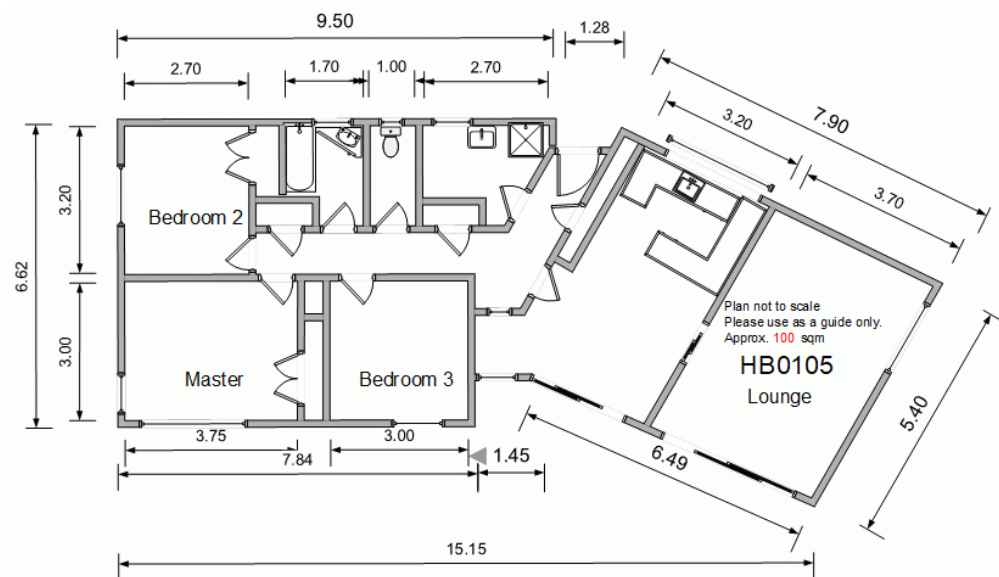 9.50
1.28
2.70
1.70
1.00
2.70
3.20
7.90
3.70
3.20
6.62
3.00
Bedroom 2
Master
Bedroom 3
Plan not to scale
Please use as a guide only.
Approx. 100 sqm
HB0105
Lounge
5.40
6.49
3.75
3.00
7.84
1.45
15.15